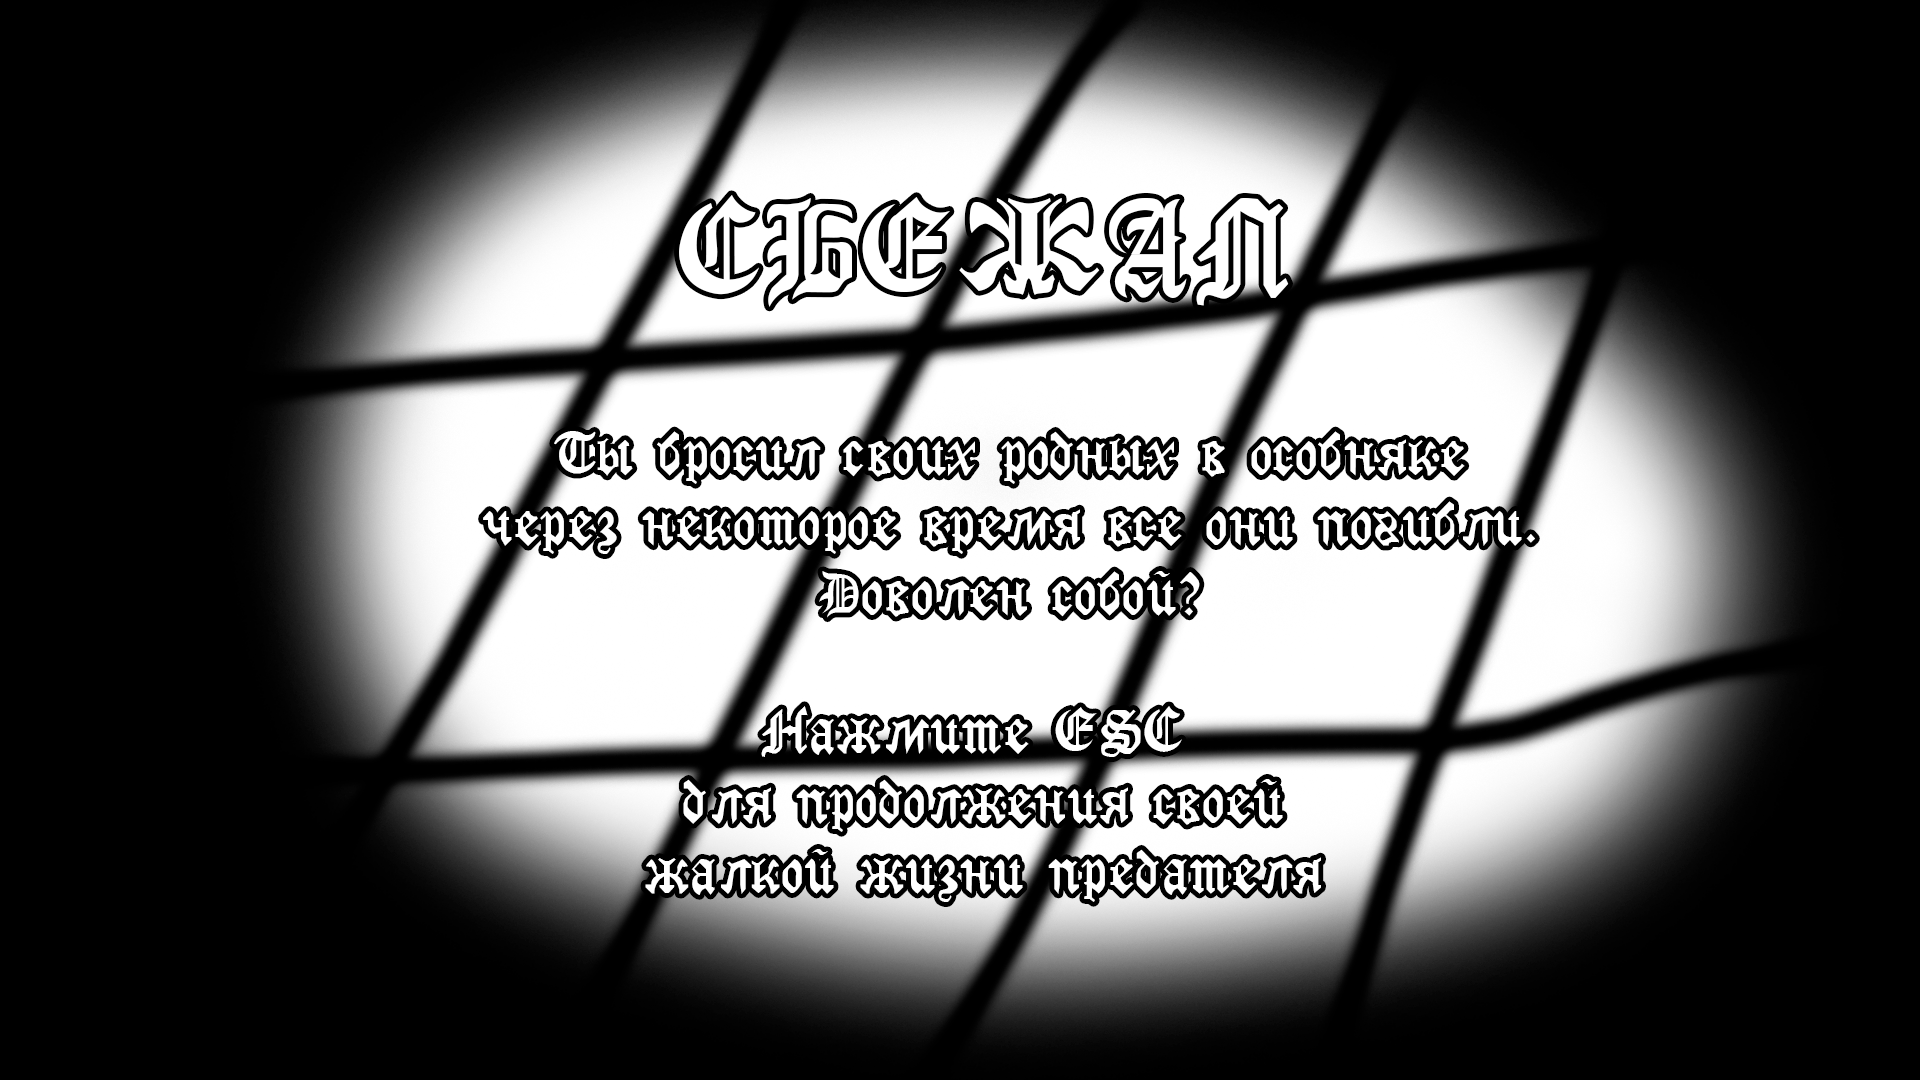 СБЕЖАЛ
Ты бросил своих родных в особняке
через некоторое время все они погибли.
Доволен собой?
Нажмите ESC
для продолжения своей
жалкой жизни предателя